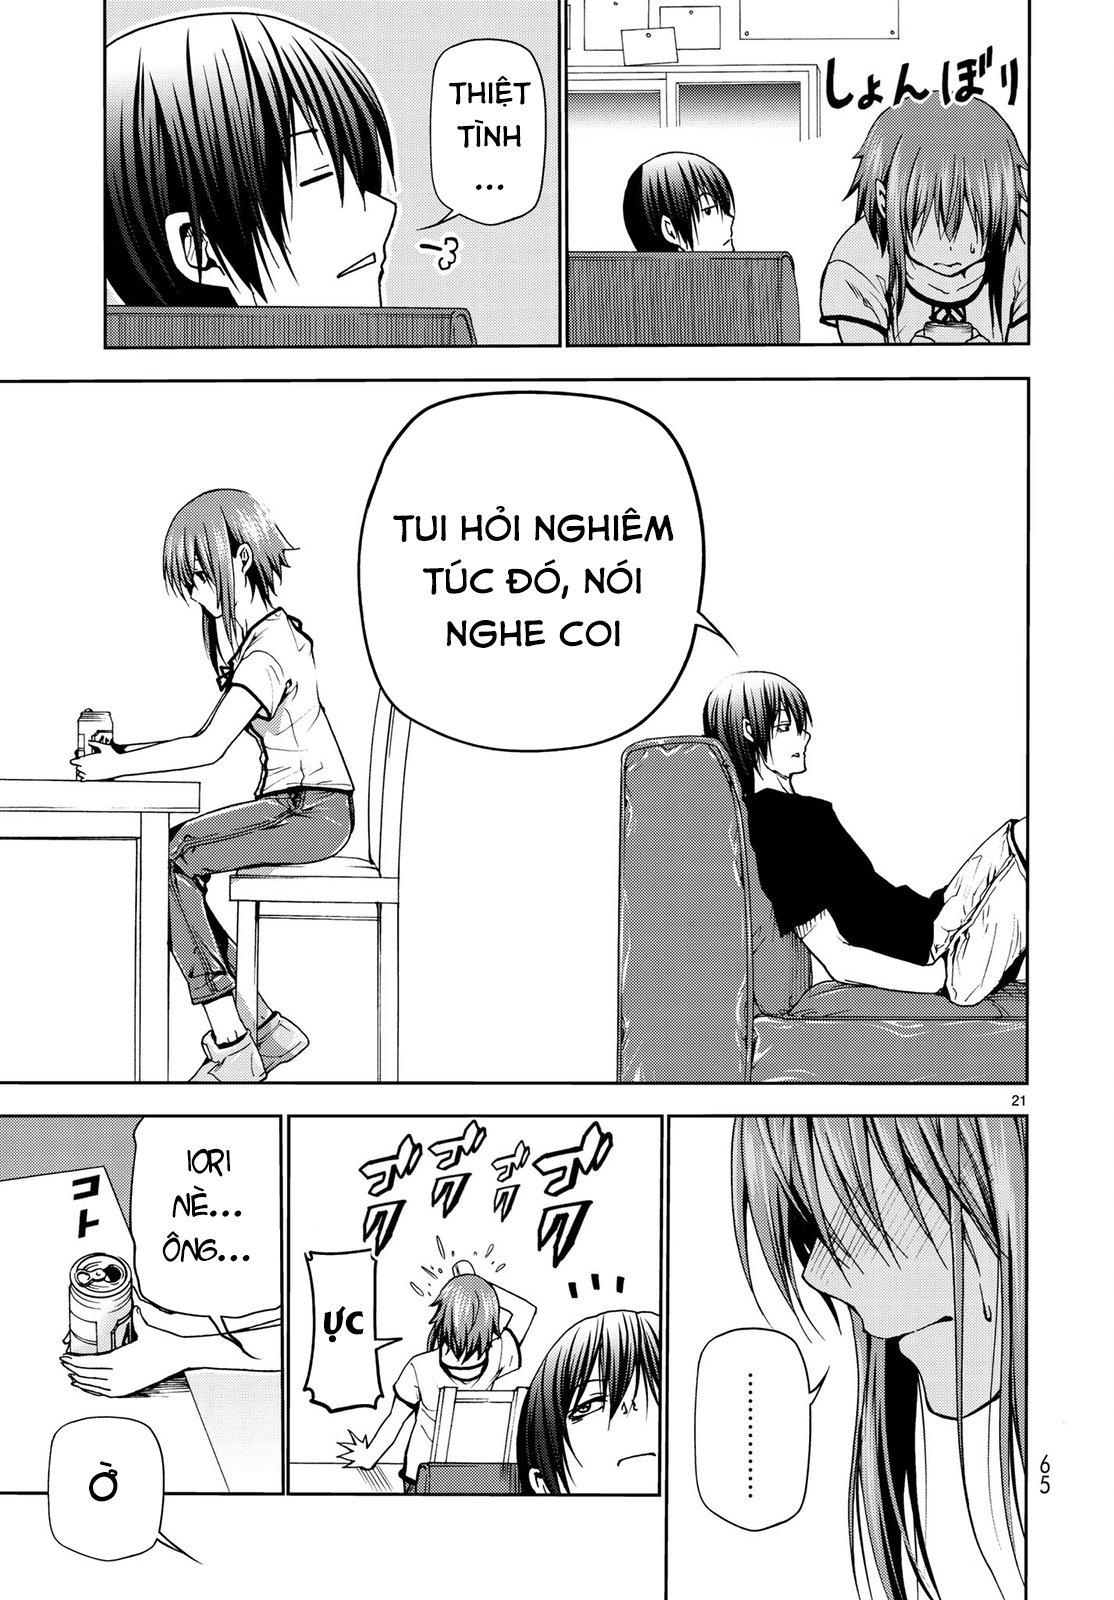 しょんぼり
THIỆT
TÌNH
...
TUI HỎI NGHIÊM
TÚC ĐÓ, NÓI
NGHE COI
21
............
ゴク
ゴク
ゴク
ゴク
ỰC
IORI
NÈ...
ÔNG...
コト
Ờ
65